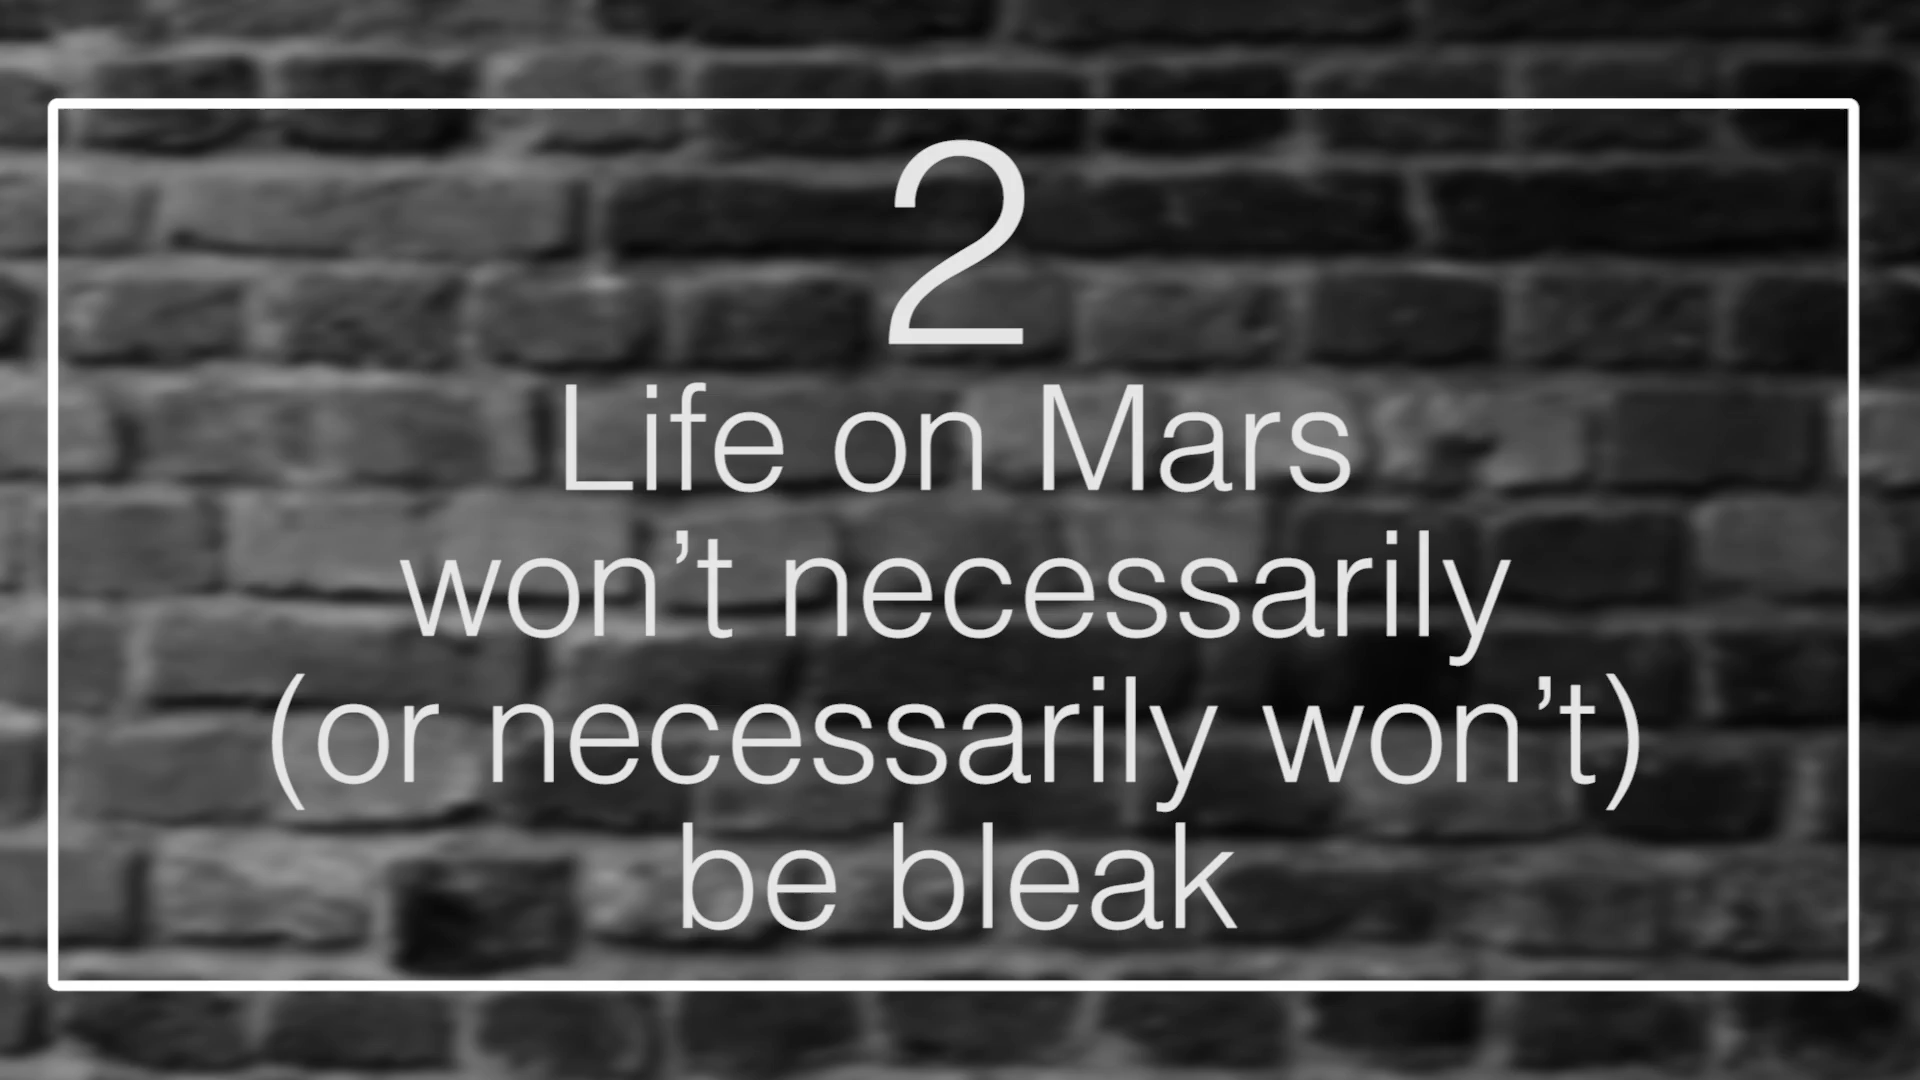 2
Life on Mars
won’t necessarily
(or necessarily won’t)
be bleak